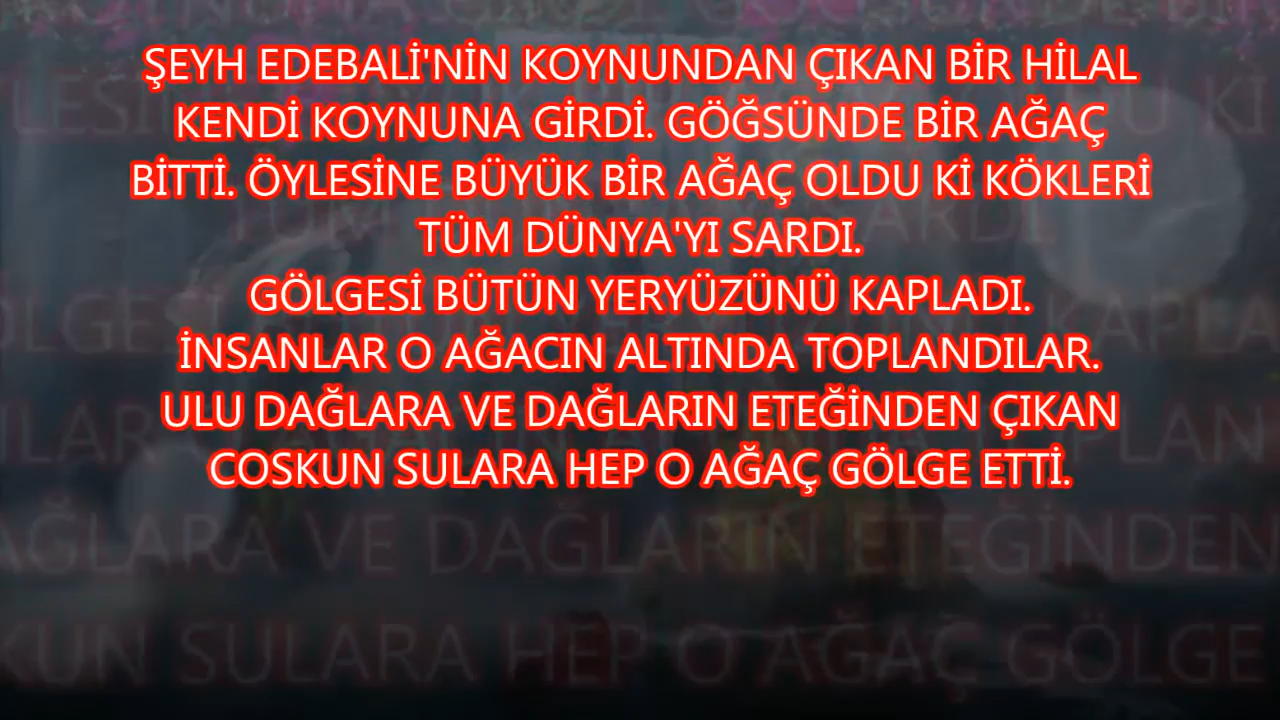 ŞEYH EDEBALİ'NİN KOYNUNDAN ÇIKAN BİR HİLAL
KENDİ KOYNUNA GİRDİ. GÖĞSÜNDE BİR AĞAÇ
BİTTİ. ÖYLESİNE BÜYÜK BİR AĞAÇ OLDU Kİ KÖKLERİ
TÜM DÜNYA'YI SARDI.
GÖLGESİ BÜTÜN YERYÜZÜNÜ KAPLADI.
İNSANLAR O AĞACIN ALTINDA TOPLANDILAR.
ULU DAĞLARA VE DAĞLARIN ETEĞİNDEN ÇIKAN
COSKUN SULARA HEP O AĞAÇ GÖLGE ETTİ.